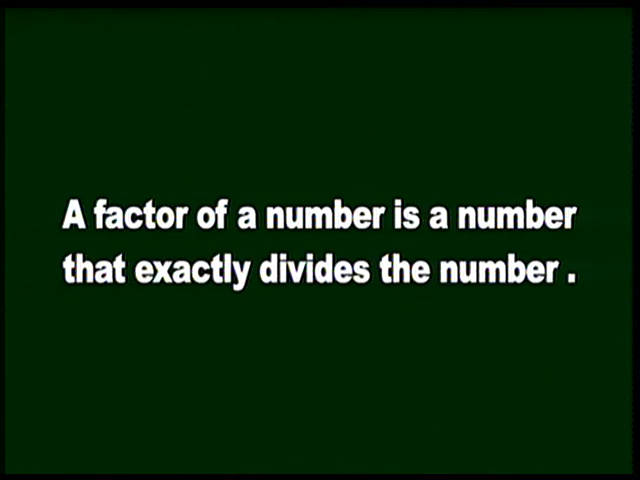 A factor of a number is a number
that exactly divides the number .